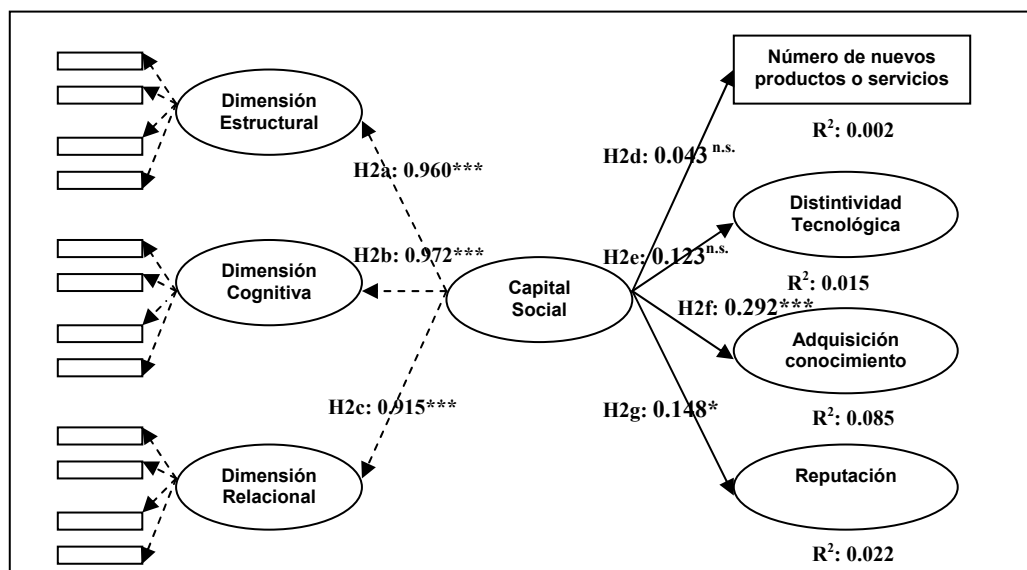 Número de nuevos
productos o servicios
R²: 0.002
Dimensión
Estructural
H2a: 0.960***
H2d: 0.043 n.s.
Distintividad
Tecnológica
R²: 0.015
Dimensión
Cognitiva
H2b: 0.972***
Capital
Social
H2e: 0.123 n.s.
H2f: 0.292***
Adquisición
conocimiento
R²: 0.085
H2c: 0.915***
H2g: 0.148*
Dimensión
Relacional
Reputación
R²: 0.022